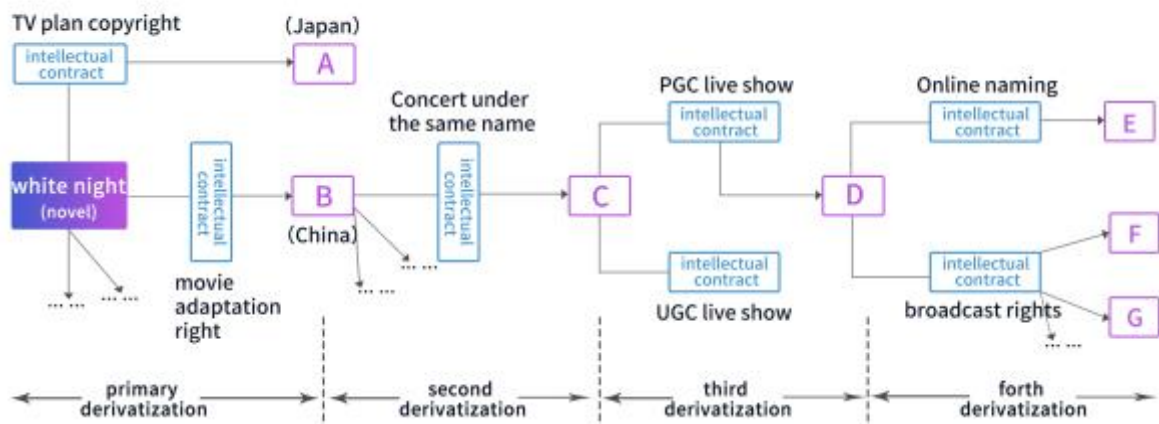 TV plan copyright
(Japan)
intellectual
contract
A
Concert under
the same name
PGC live show
intellectual
contract
Online naming
intellectual
contract
E
white night
(novel)
intellectual
contract
B
(China)
intellectual
contract
C
D
... ...
... ...
movie
adaptation
right
... ...
... ...
intellectual
contract
UGC live show
intellectual
contract
broadcast rights
F
G
... ...
primary
derivatization
second
derivatization
third
derivatization
forth
derivatization